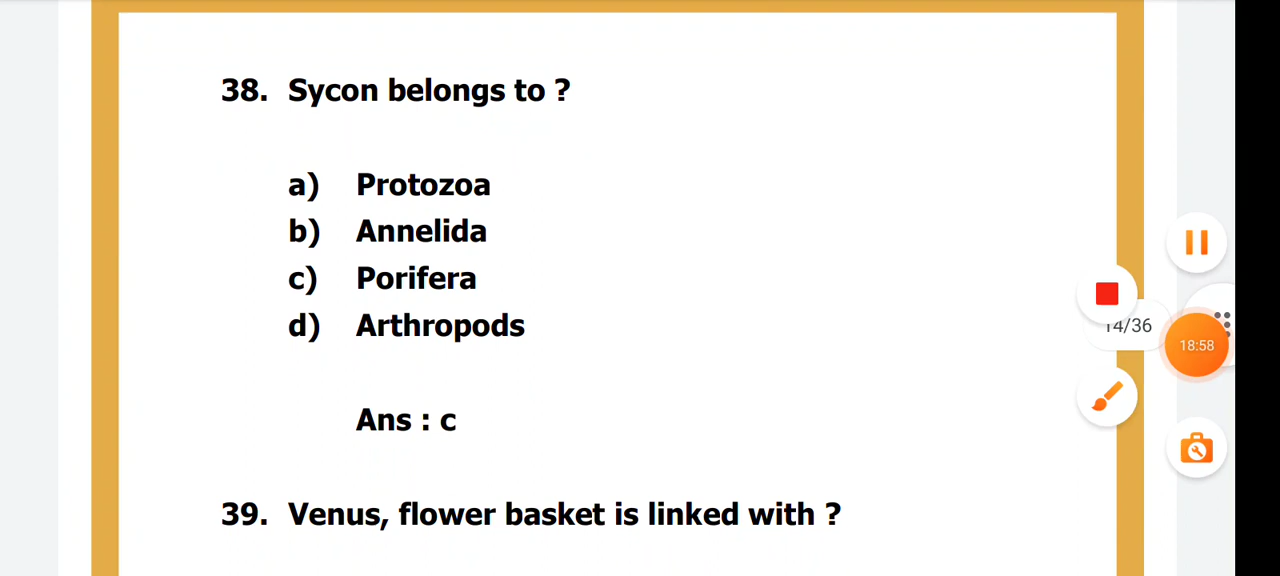 38. Sycon belongs to ?
a) Protozoa
b) Annelida
c) Porifera
d) Arthropods
14/36
18:58
Ans : c
39. Venus, flower basket is linked with ?